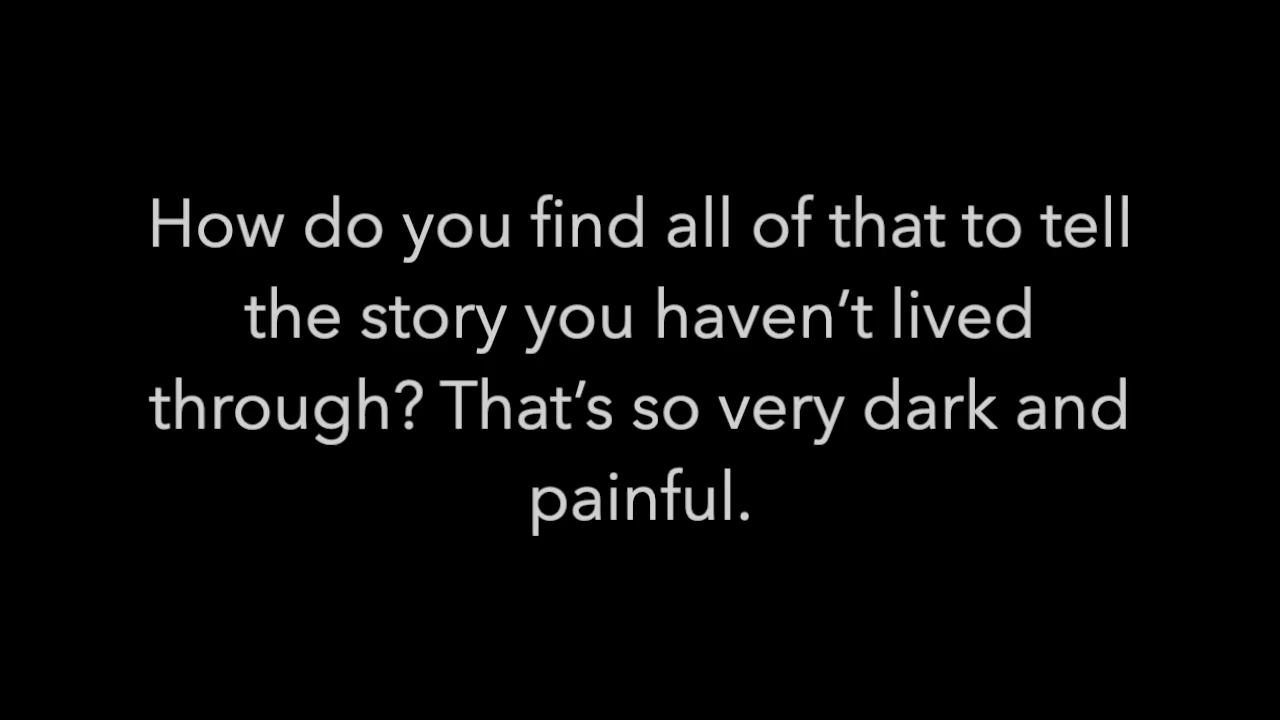 How do you find all of that to tell
the story you haven’t lived
through? That’s so very dark and
painful.